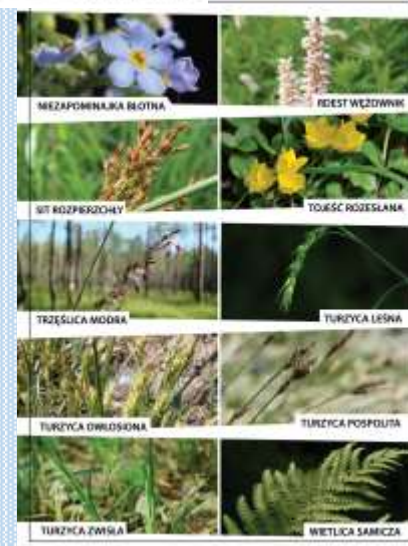 NIEZAPOMINAJKA BŁOTNA
RDEST WĘŻOWNIK
SIT ROZPIERZCHŁY
TOJEŚĆ ROZESŁANA
TRZĘŚLICA MODRA
TURZYCA LEŚNA
TURZYCA OWŁOSIONA
TURZYCA POSPOLITA
TURZYCA ZWISŁA
WIETLICA SAMICZA